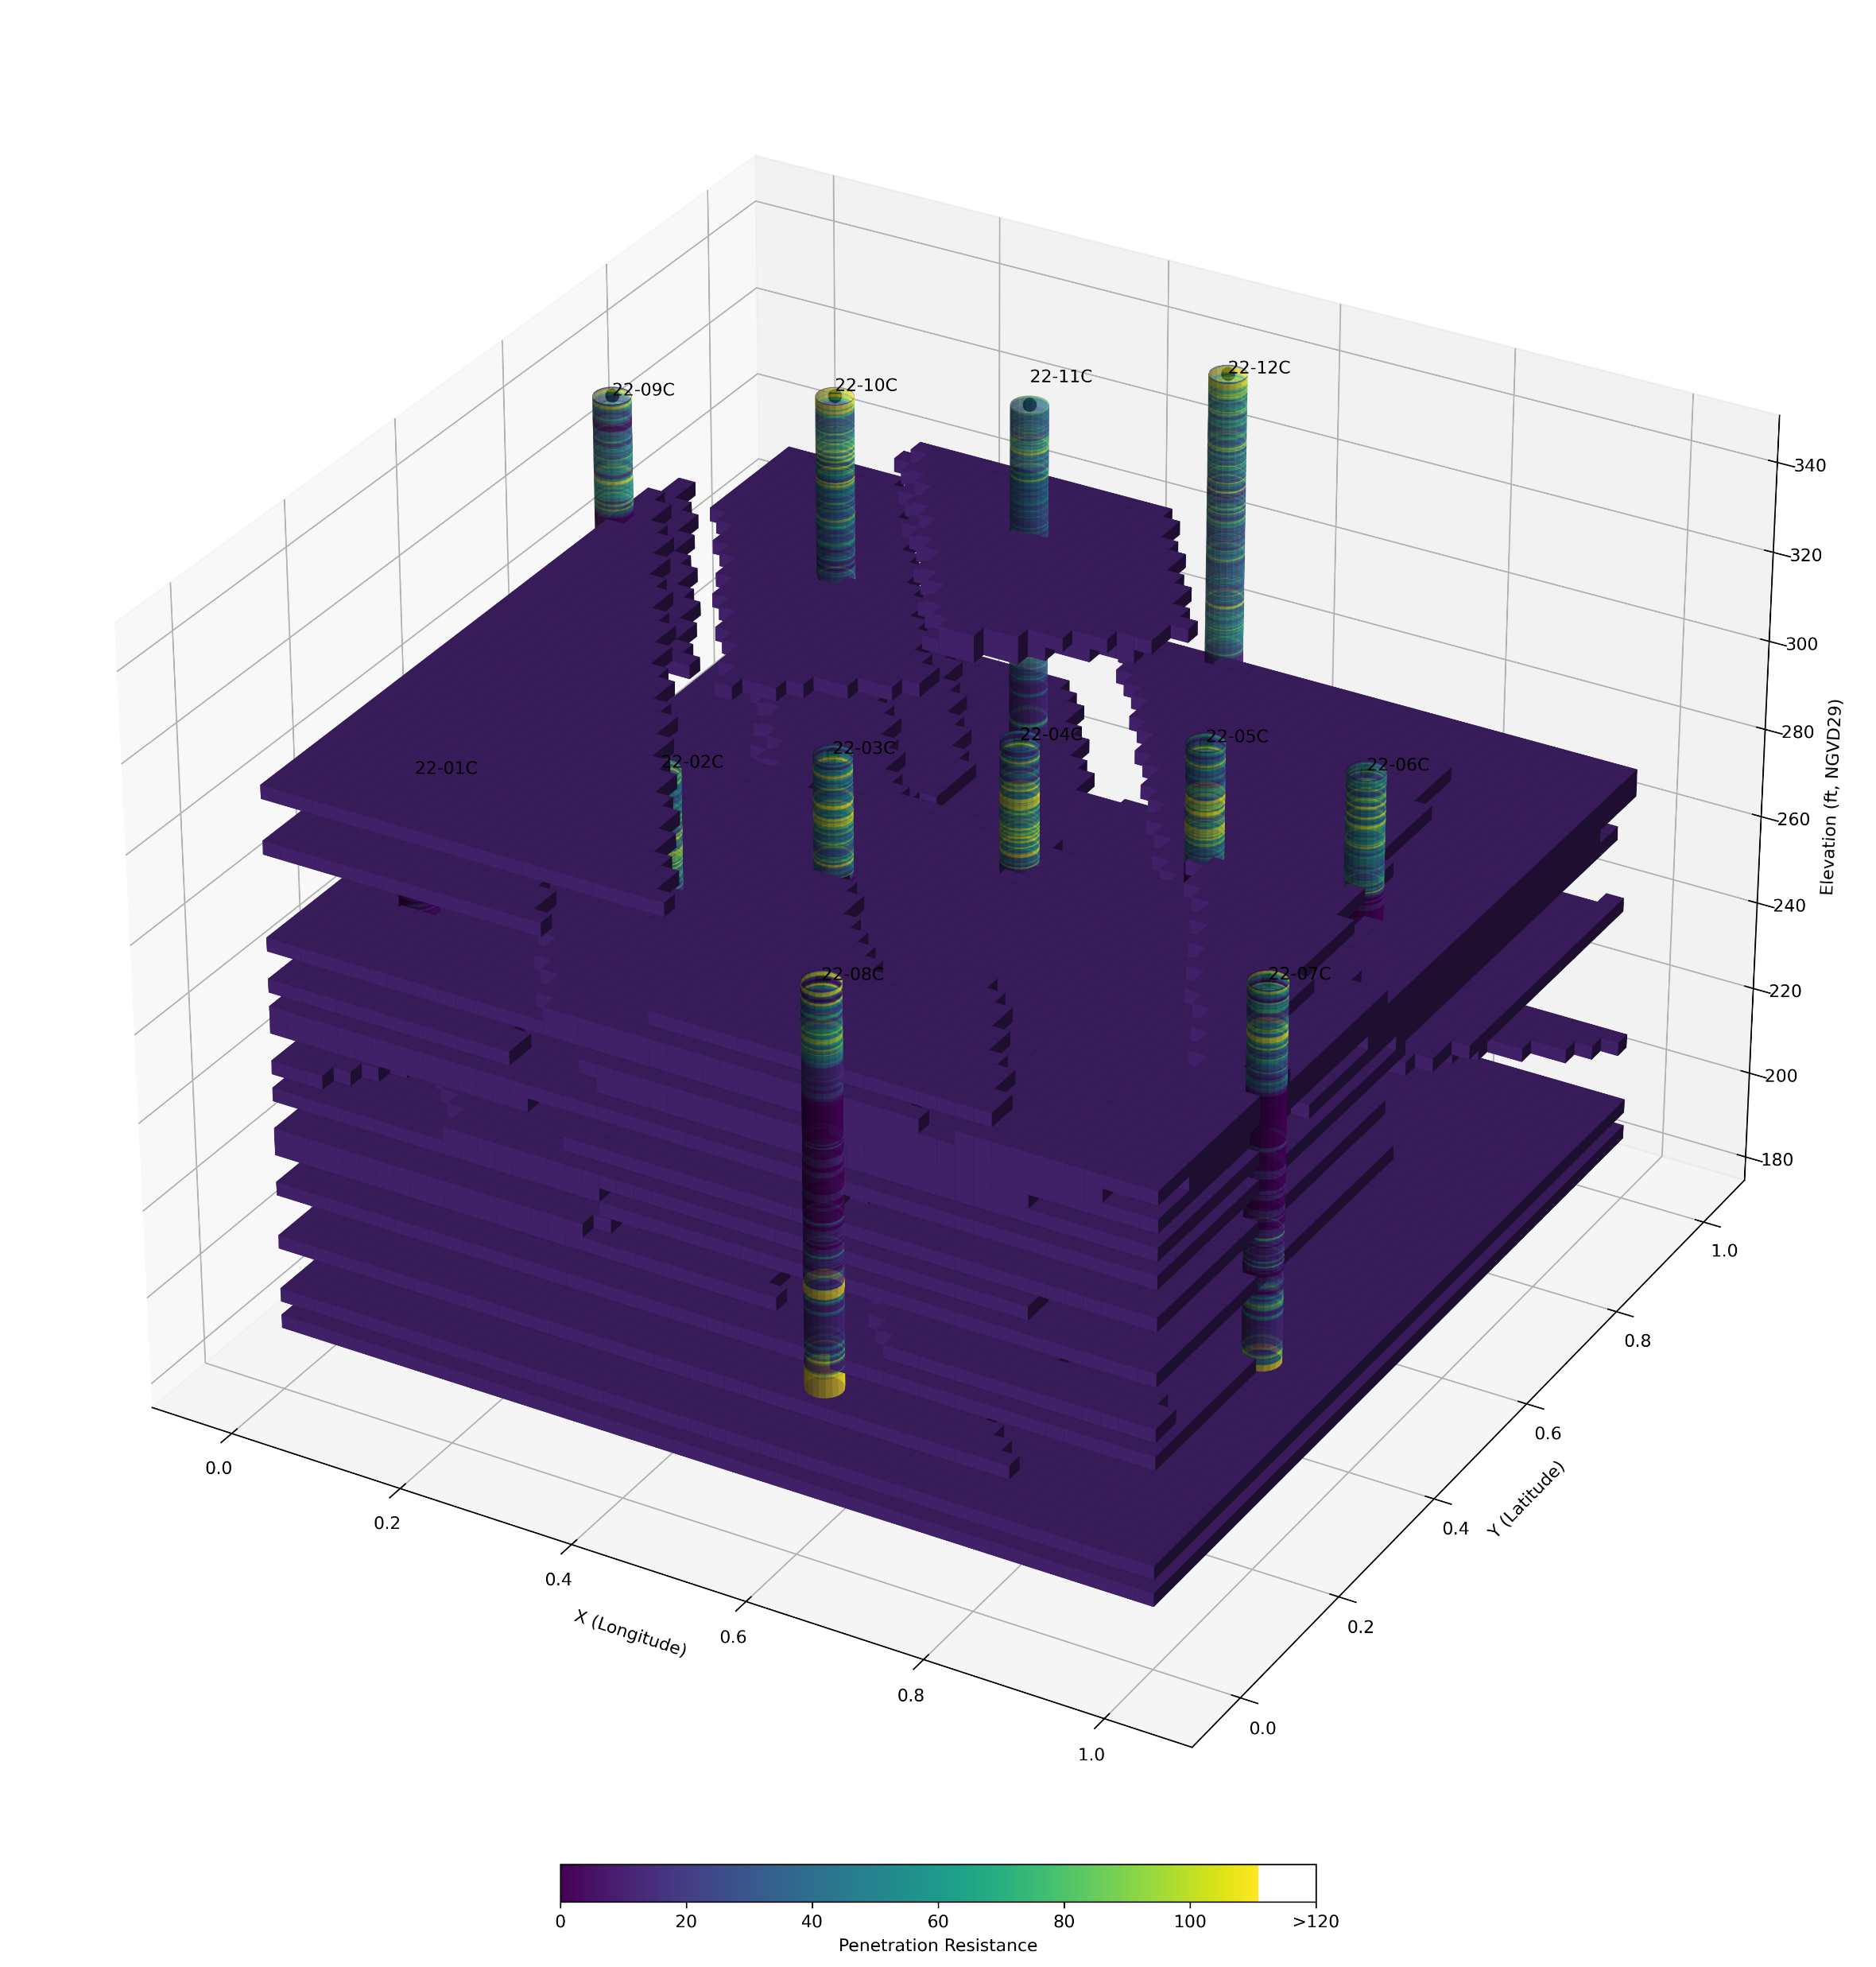 22-09C
22-10C
22-11C
22-12C
22-01C
22-02C
22-03C
22-04C
22-05C
22-06C
22-08C
22-07C
340
320
300
280
260
240
220
200
180
Elevation (ft, NGVD29)
0.0
0.2
0.4
0.6
0.8
1.0
X (Longitude)
0.0
0.2
0.4
0.6
0.8
1.0
Y (Latitude)
0
20
40
60
80
100
>120
Penetration Resistance